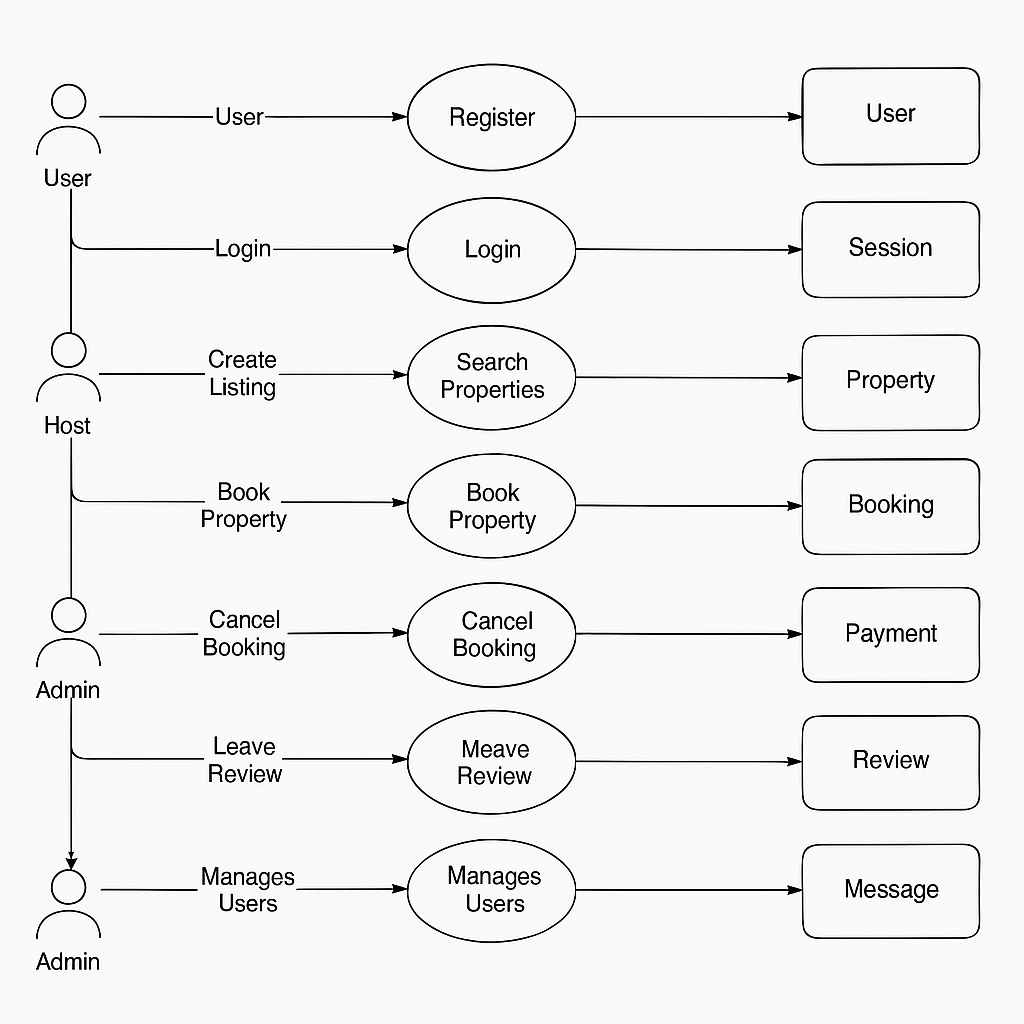 User
Register
User
User
Login
Login
Session
Create
Listing
Search
Properties
Property
Host
Book
Property
Book
Property
Booking
Cancel
Booking
Cancel
Booking
Payment
Admin
Leave
Review
Meave
Review
Review
Manages
Users
Manages
Users
Message
Admin